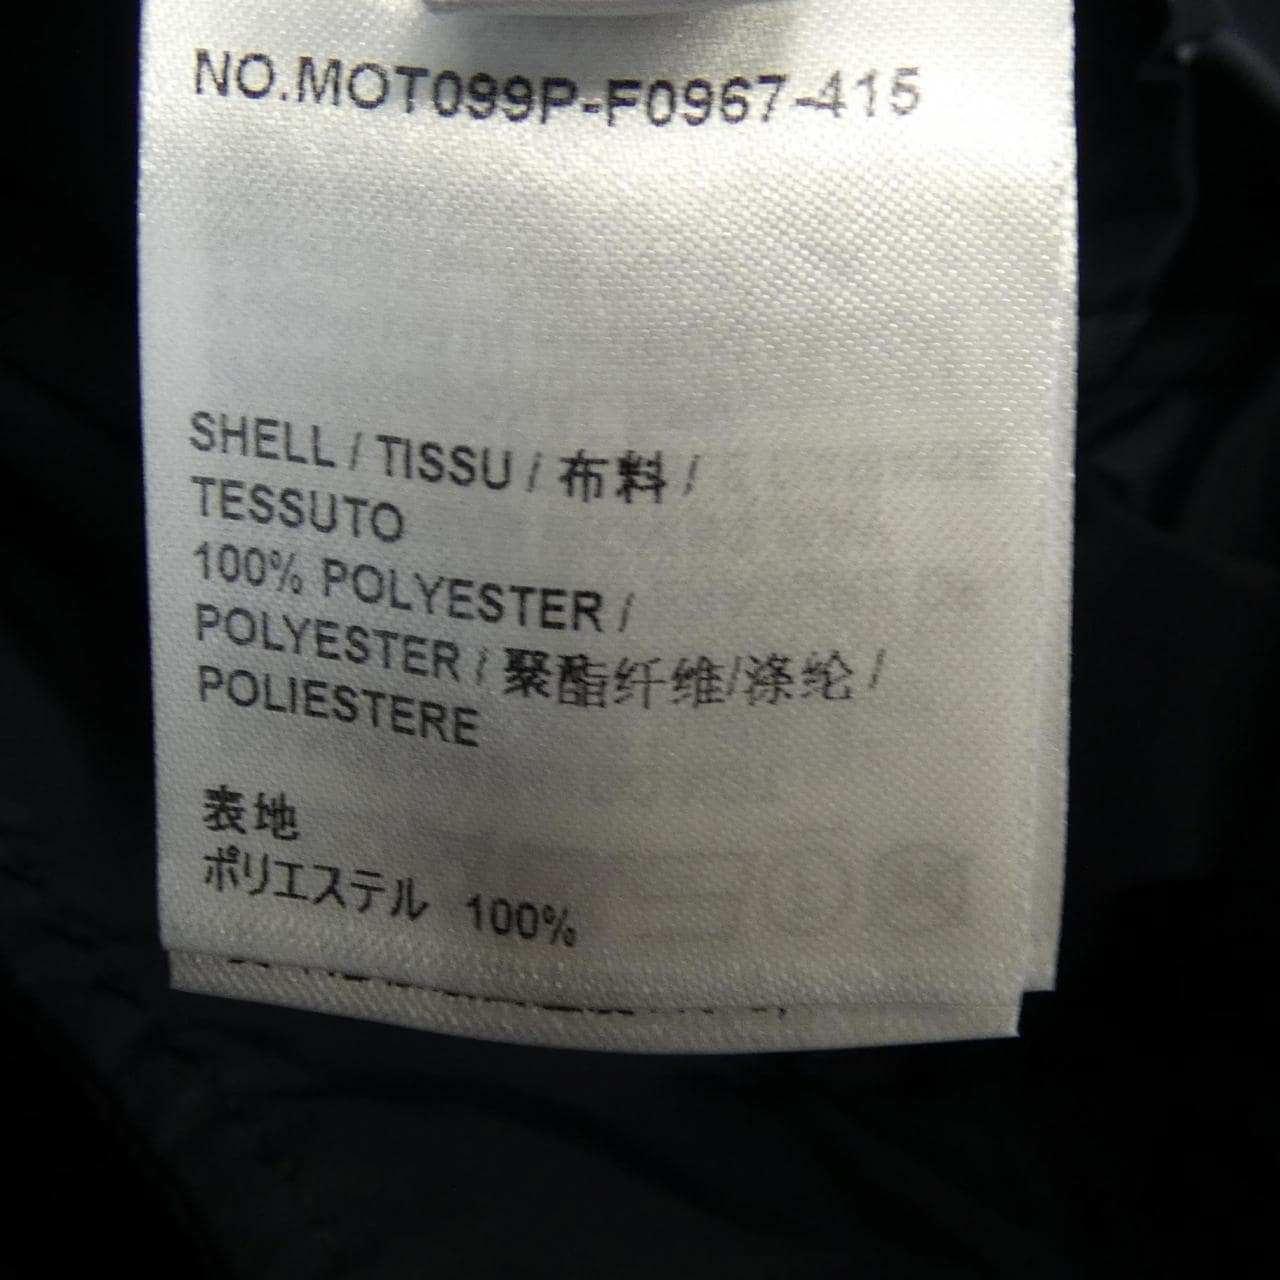 NO.MOT099P-F0967-415
SHELL / TISSU / 布料 /
TESSUTO
100% POLYESTER /
POLYESTER / 聚酯纤维/涤纶 /
POLIESTERE
表地
ポリエステル 100%